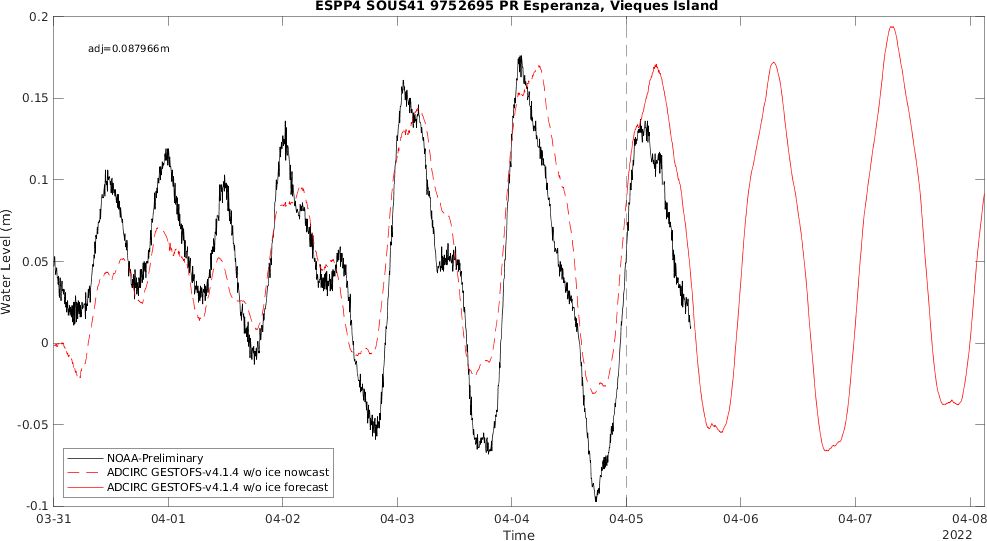 ESPP4 SOUS41 9752695 PR Esperanza, Vieques Island
adj=0.087966m
0.2
0.15
0.1
0.05
0
-0.05
-0.1
Water Level (m)
NOAA-Preliminary
ADCIRC GESTOFS-v4.1.4 w/o ice nowcast
ADCIRC GESTOFS-v4.1.4 w/o ice forecast
03-31 04-01 04-02 04-03 04-04 04-05 04-06 04-07 04-08
Time
2022